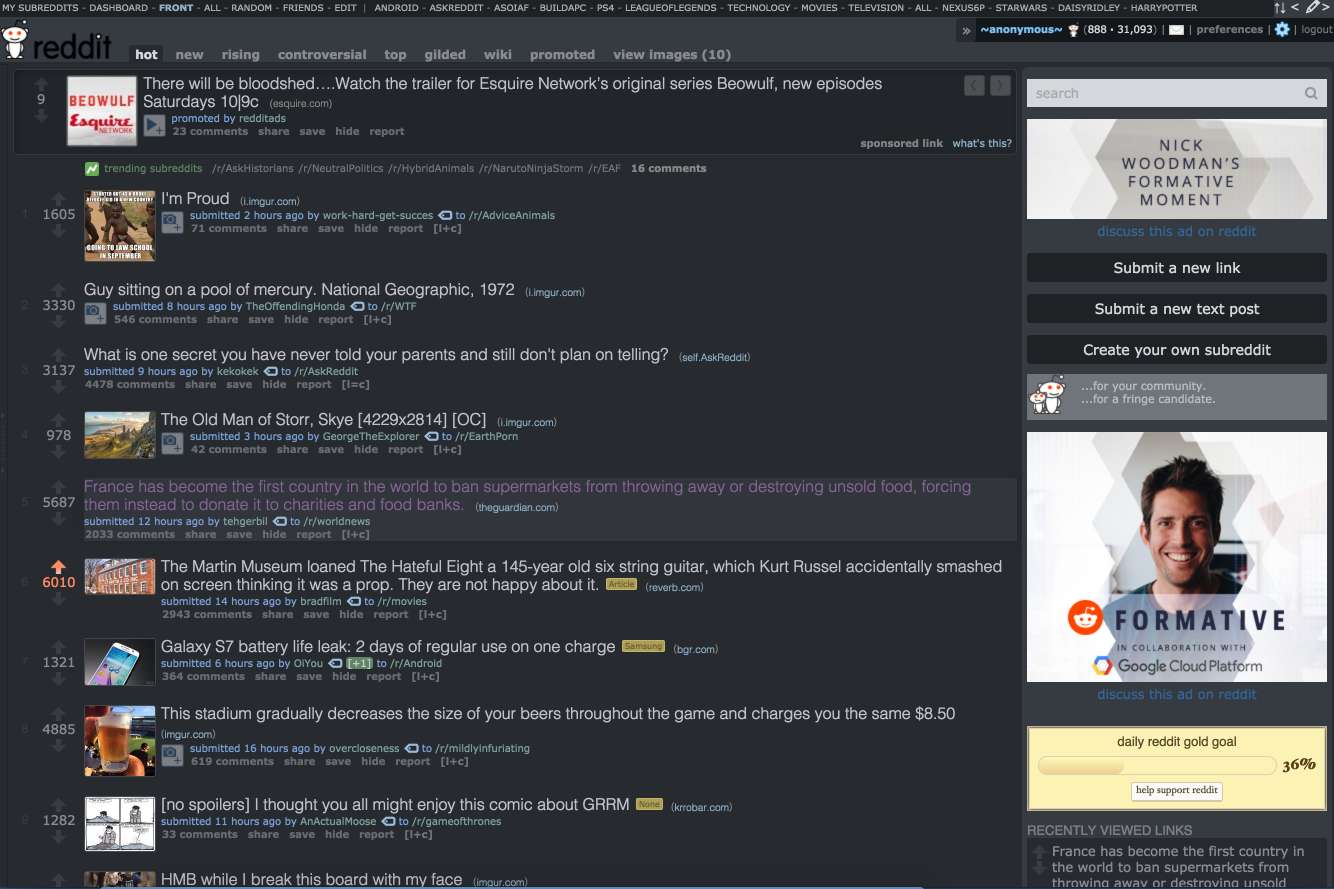 MY SUBREDDITS - DASHBOARD - FRONT - ALL - RANDOM - FRIENDS - EDIT | ANDROID - ASKREDDIT - ASOIAF - BUILDAPC - PS4 - LEAGUEOFLEGENDS - TECHNOLOGY - MOVIES - TELEVISION - ALL - NEXUS6P - STARWARS - DAISYRIDLEY - HARRYPOTTER
» ~anonymous~ (888 · 31,093) | preferences | logout
reddit hot new rising controversial top gilded wiki promoted view images (10)
There will be bloodshed....Watch the trailer for Esquire Network's original series Beowulf, new episodes
Saturdays 10|9c (esquire.com)
9
BEOWULF
Esquire
NETWORK
promoted by redditads
23 comments share save hide report
sponsored link what's this?
trending subreddits /r/AskHistorians /r/NeutralPolitics /r/HybridAnimals /r/NarutoNinjaStorm /r/EAF 16 comments
1 1605
GOING TO LAW SCHOOL
IN SEPTEMBER
I'm Proud (i.imgur.com)
submitted 2 hours ago by work-hard-get-succes to /r/AdviceAnimals
71 comments share save hide report [l+c]
2 3330
Guy sitting on a pool of mercury. National Geographic, 1972 (i.imgur.com)
submitted 8 hours ago by TheOffendingHonda to /r/WTF
546 comments share save hide report [l+c]
3 3137
What is one secret you have never told your parents and still don't plan on telling? (self.AskReddit)
submitted 9 hours ago by kekokek to /r/AskReddit
4478 comments share save hide report [l=c]
4 978
The Old Man of Storr, Skye [4229x2814] [OC] (i.imgur.com)
submitted 3 hours ago by GeorgeTheExplorer to /r/EarthPorn
42 comments share save hide report [l+c]
5 5687
France has become the first country in the world to ban supermarkets from throwing away or destroying unsold food, forcing
them instead to donate it to charities and food banks. (theguardian.com)
submitted 12 hours ago by tehgerbil to /r/worldnews
2033 comments share save hide report [l+c]
6 6010
The Martin Museum loaned The Hateful Eight a 145-year old six string guitar, which Kurt Russel accidentally smashed
on screen thinking it was a prop. They are not happy about it. Article (reverb.com)
submitted 14 hours ago by bradfilm to /r/movies
2943 comments share save hide report [l+c]
7 1321
Galaxy S7 battery life leak: 2 days of regular use on one charge Samsung (bgr.com)
submitted 6 hours ago by OiYou [+1] to /r/Android
364 comments share save hide report [l+c]
8 4885
This stadium gradually decreases the size of your beers throughout the game and charges you the same $8.50
(imgur.com)
submitted 16 hours ago by overcloseness to /r/mildlyinfuriating
619 comments share save hide report [l+c]
9 1282
[no spoilers] I thought you all might enjoy this comic about GRRM None (krrobar.com)
submitted 11 hours ago by AnActualMoose to /r/gameofthrones
33 comments share save hide report [l+c]
HMB while I break this board with my face (imgur.com)
search
NICK
WOODMAN'S
FORMATIVE
MOMENT
discuss this ad on reddit
Submit a new link
Submit a new text post
Create your own subreddit
...for your community.
...for a fringe candidate.
FORMATIVE
IN COLLABORATION WITH
Google Cloud Platform
discuss this ad on reddit
daily reddit gold goal
36%
help support reddit
RECENTLY VIEWED LINKS
France has become the first country in
the world to ban supermarkets from
throwing away or destroying unsold